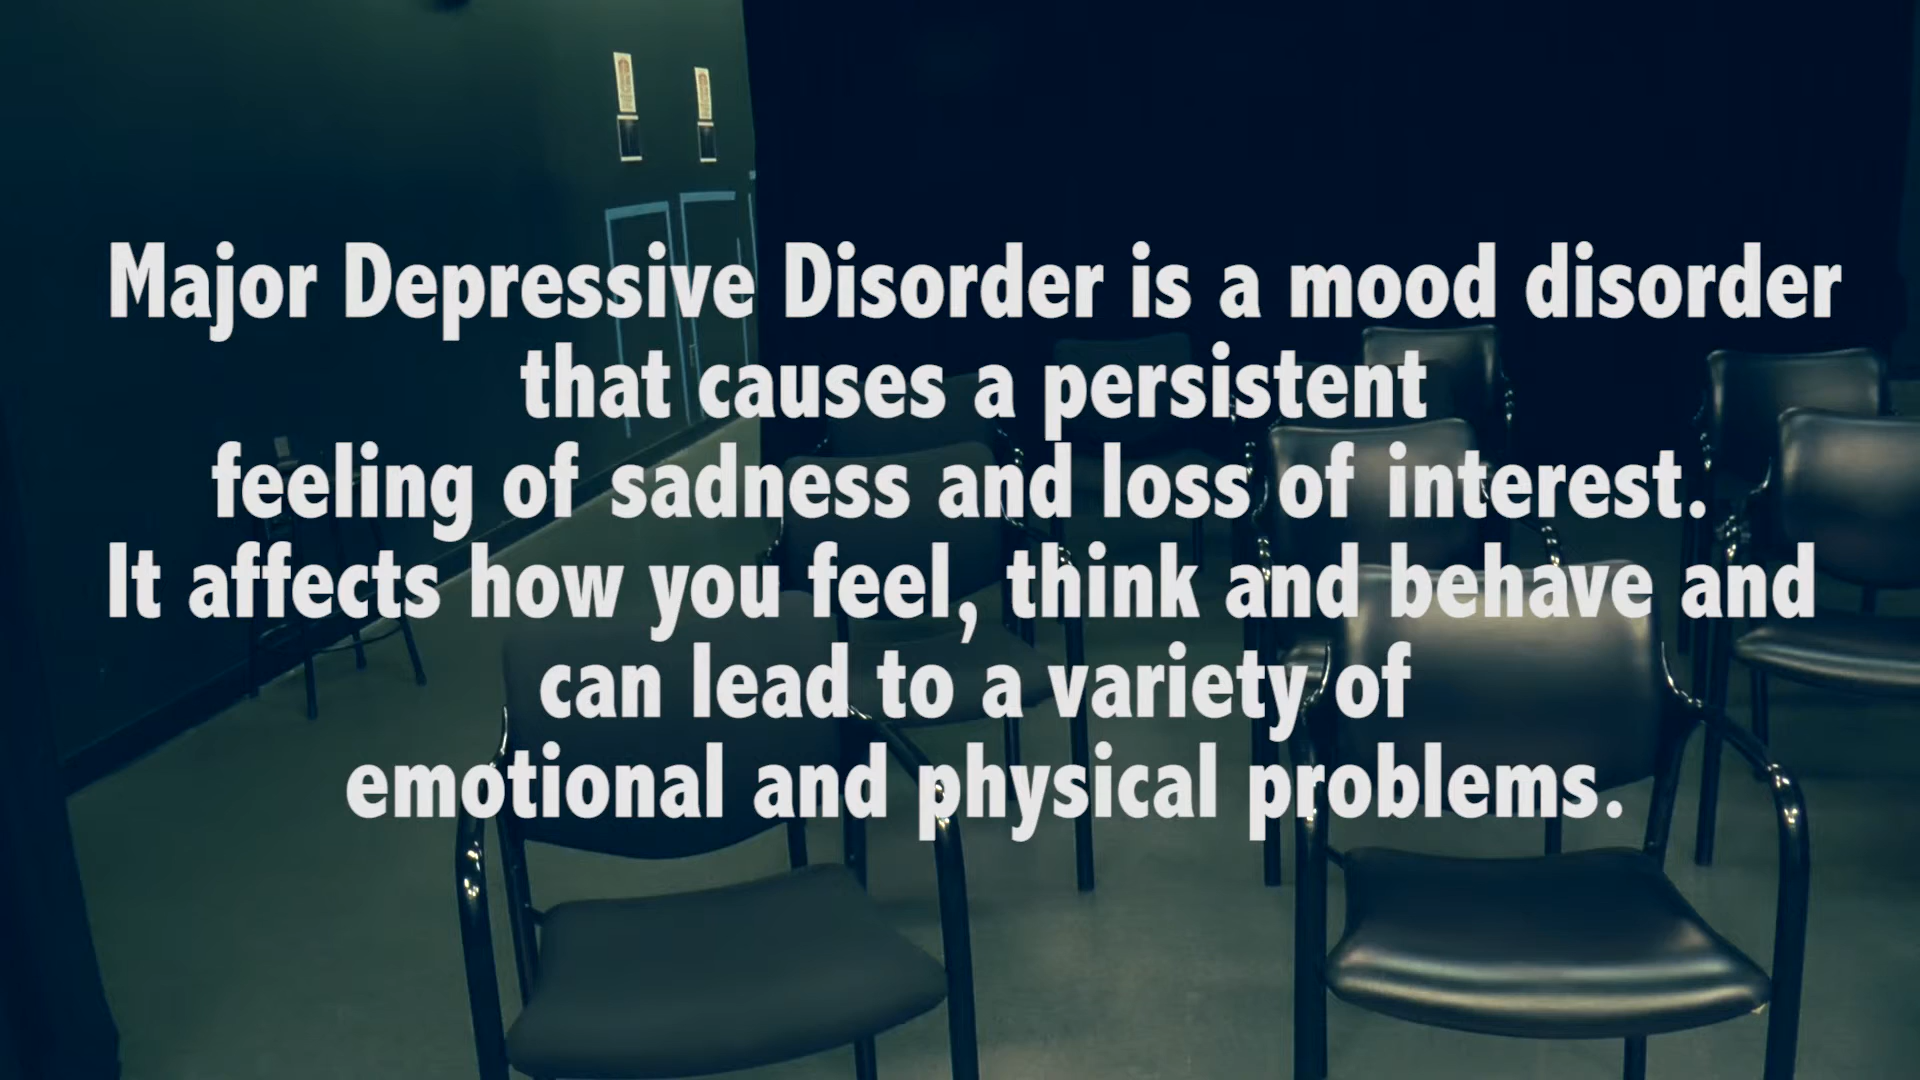 Major Depressive Disorder is a mood disorder
that causes a persistent
feeling of sadness and loss of interest.
It affects how you feel, think and behave and
can lead to a variety of
emotional and physical problems.